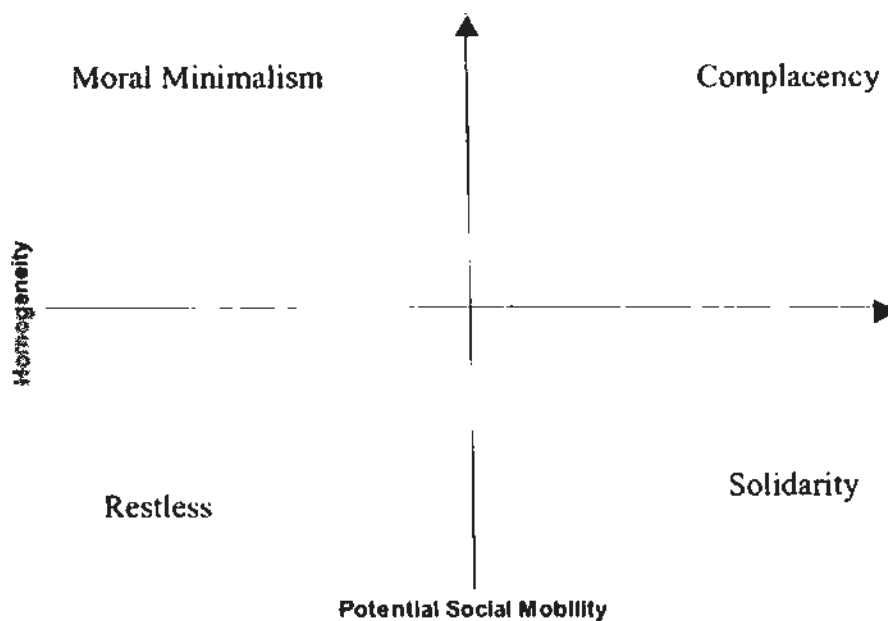 Moral Minimalism
Complacency
Homogeneity
Restless
Solidarity
Potential Social Mobility